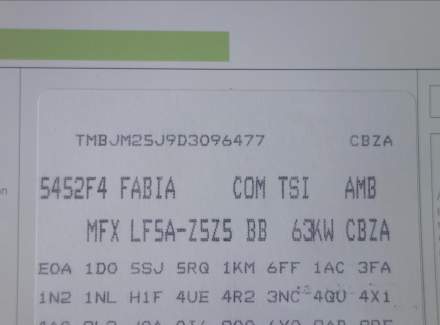 TMBJM25J9D3096477 CBZA
5452F4 FABIA COM TSI AMB
MFX LF5A-Z5Z5 BB 63KW CBZA
E0A 1D0 5SJ 5RQ 1KM 6FF 1AC 3FA
1N2 1NL H1F 4UE 4R2 3NC 4X1